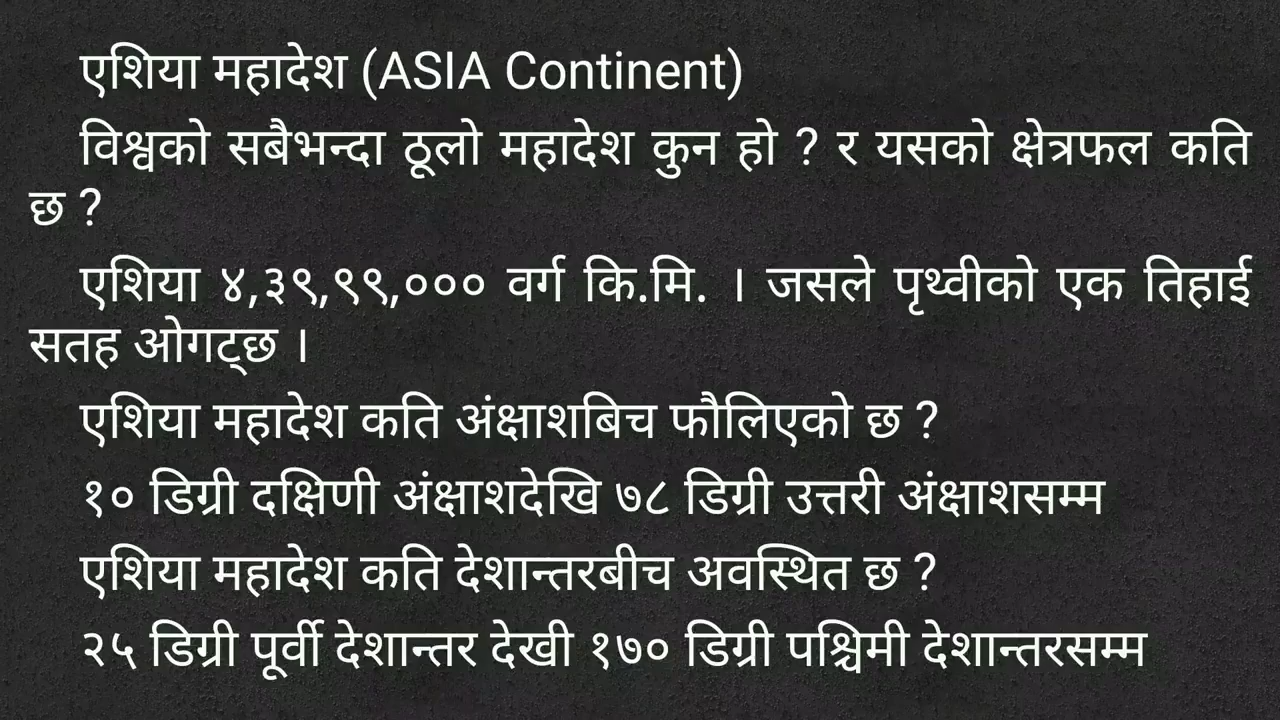 एशिया महादेश (ASIA Continent)
विश्वको सबैभन्दा ठूलो महादेश कुन हो ? र यसको क्षेत्रफल कति
छ ?
एशिया ४,३९,९९,००० वर्ग कि.मि. । जसले पृथ्वीको एक तिहाई
सतह ओगट्छ ।
एशिया महादेश कति अंक्षाशबिच फौलिएको छ ?
१० डिग्री दक्षिणी अंक्षाशदेखि ७८ डिग्री उत्तरी अंक्षाशसम्म
एशिया महादेश कति देशान्तरबीच अवस्थित छ ?
२५ डिग्री पूर्वी देशान्तर देखी १७० डिग्री पश्चिमी देशान्तरसम्म